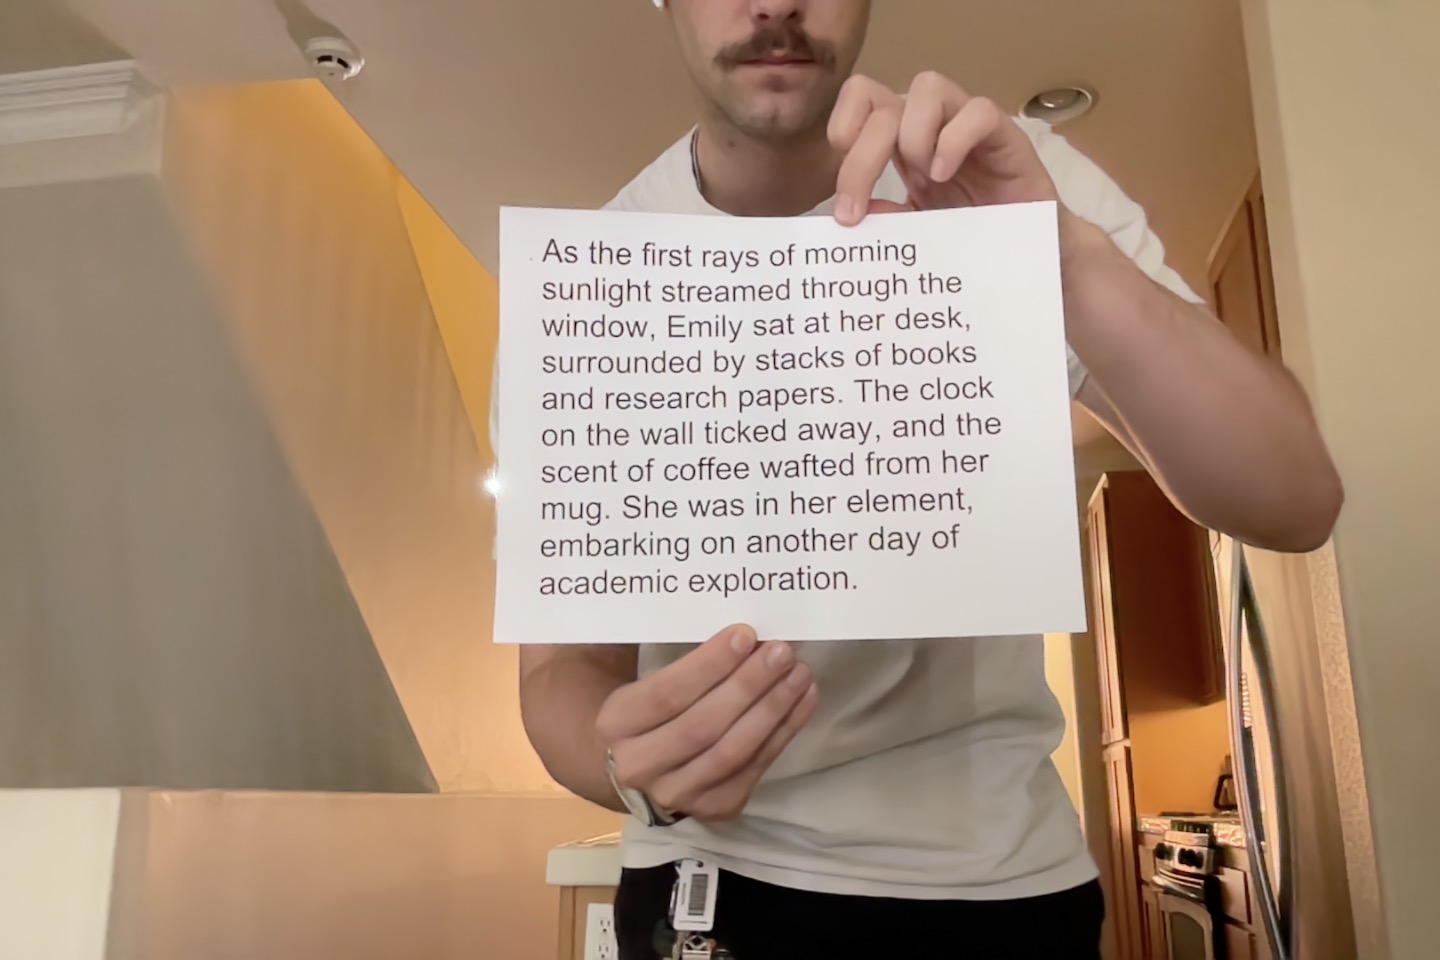 As the first rays of morning
sunlight streamed through the
window, Emily sat at her desk,
surrounded by stacks of books
and research papers. The clock
on the wall ticked away, and the
scent of coffee wafted from her
mug. She was in her element,
embarking on another day of
academic exploration.